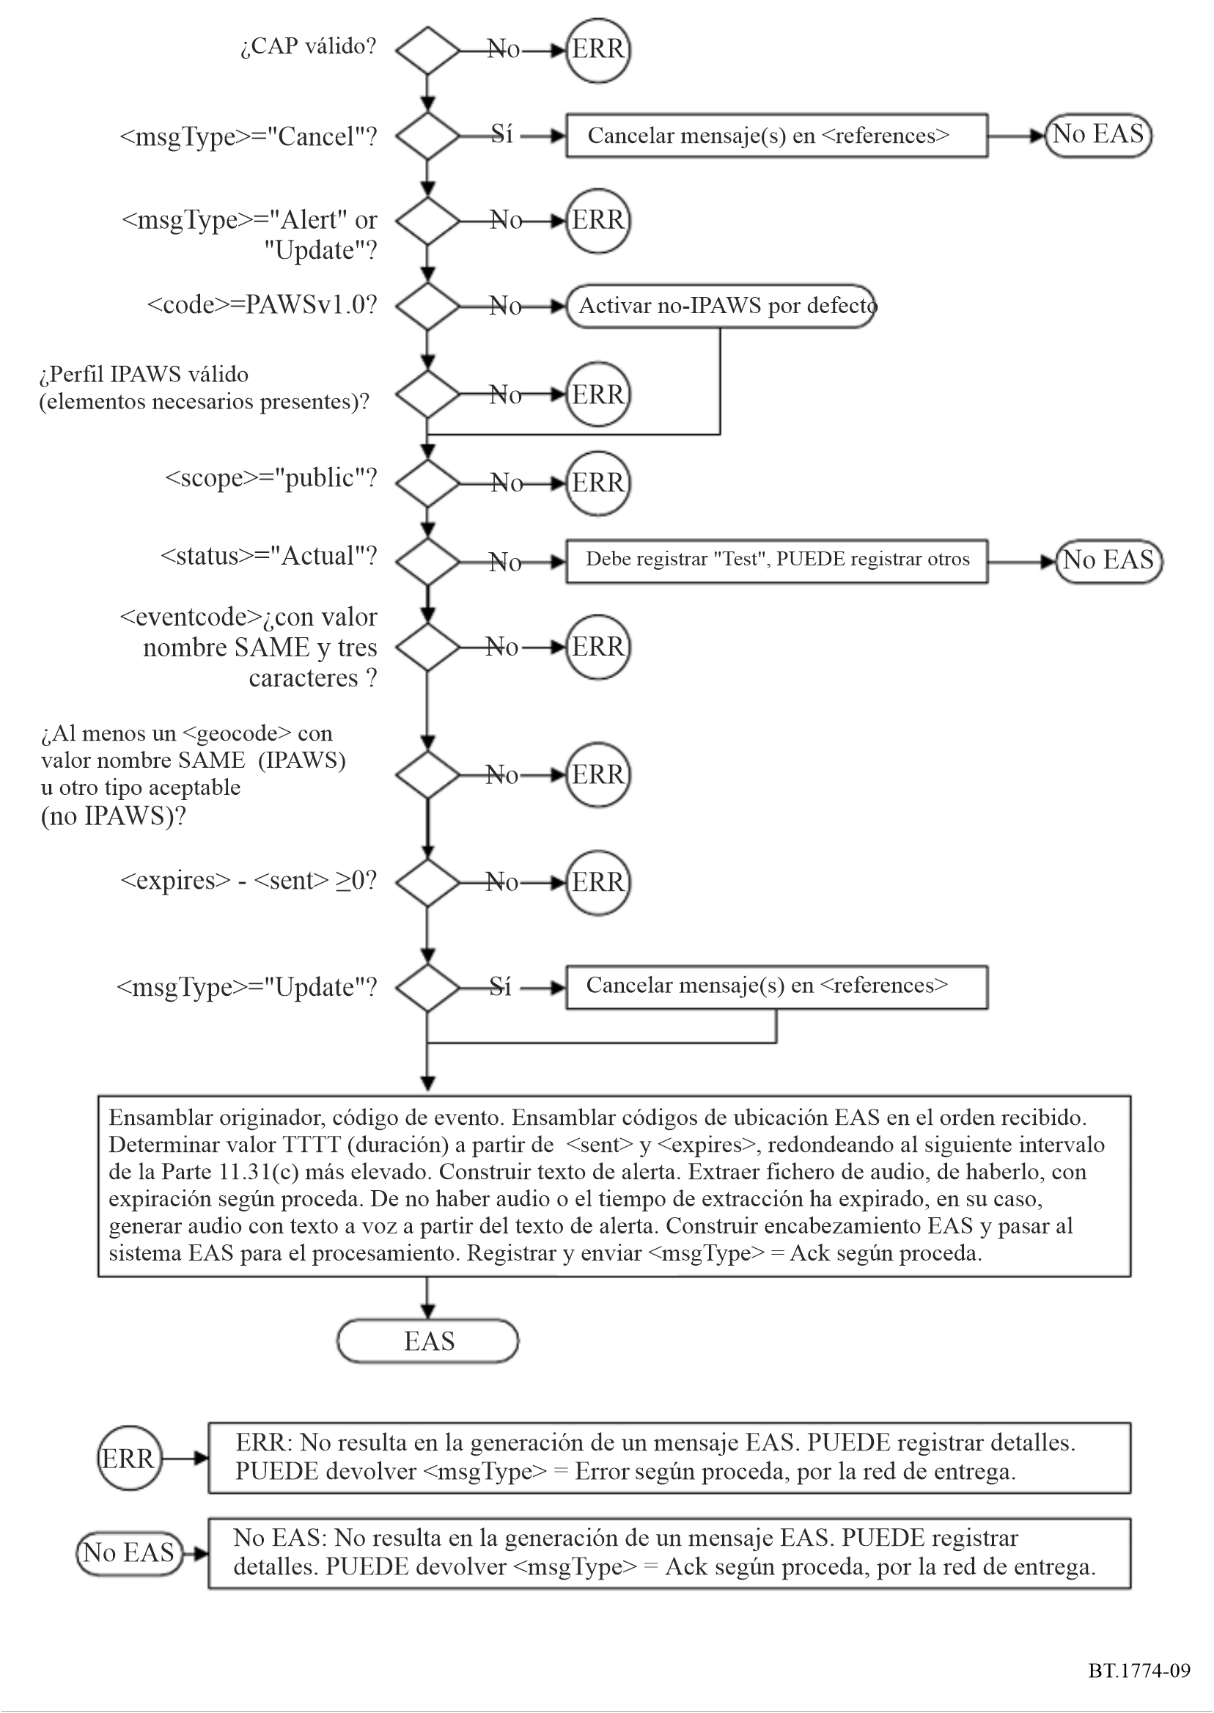 ¿CAP válido?
No
ERR
<msgType>="Cancel"?
Sí
Cancelar mensaje(s) en <references>
No EAS
<msgType>="Alert" or
"Update"?
No
ERR
<code>=PAWSv1.0?
No
Activar no-IPAWS por defecto
¿Perfil IPAWS válido
(elementos necesarios presentes)?
No
ERR
<scope>="public"?
No
ERR
<status>="Actual"?
No
Debe registrar "Test", PUEDE registrar otros
No EAS
<eventcode>¿con valor
nombre SAME y tres
caracteres ?
No
ERR
¿Al menos un <geocode> con
valor nombre SAME (IPAWS)
u otro tipo aceptable
(no IPAWS)?
No
ERR
<expires> - <sent> ≥0?
No
ERR
<msgType>="Update"?
Sí
Cancelar mensaje(s) en <references>
Ensamblar originador, código de evento. Ensamblar códigos de ubicación EAS en el orden recibido.
Determinar valor TTTT (duración) a partir de <sent> y <expires>, redondeando al siguiente intervalo
de la Parte 11.31(c) más elevado. Construir texto de alerta. Extraer fichero de audio, de haberlo, con
expiración según proceda. De no haber audio o el tiempo de extracción ha expirado, en su caso,
generar audio con texto a voz a partir del texto de alerta. Construir encabezamiento EAS y pasar al
sistema EAS para el procesamiento. Registrar y enviar <msgType> = Ack según proceda.
EAS
ERR
ERR: No resulta en la generación de un mensaje EAS. PUEDE registrar detalles.
PUEDE devolver <msgType> = Error según proceda, por la red de entrega.
No EAS
No EAS: No resulta en la generación de un mensaje EAS. PUEDE registrar
detalles. PUEDE devolver <msgType> = Ack según proceda, por la red de entrega.
BT.1774-09